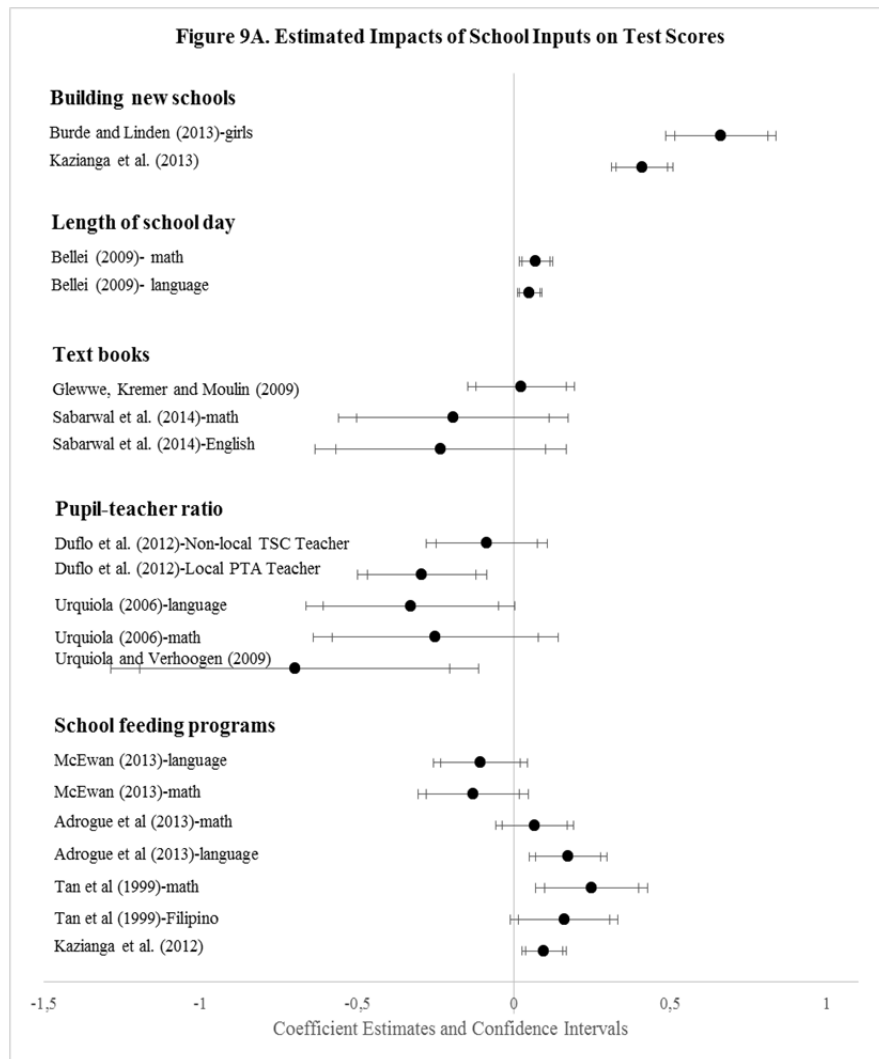 Figure 9A. Estimated Impacts of School Inputs on Test Scores
Building new schools
Burde and Linden (2013)-girls
Kazianga et al. (2013)
Length of school day
Bellei (2009)- math
Bellei (2009)- language
Text books
Glewwe, Kremer and Moulin (2009)
Sabarwal et al. (2014)-math
Sabarwal et al. (2014)-English
Pupil-teacher ratio
Duflo et al. (2012)-Non-local TSC Teacher
Duflo et al. (2012)-Local PTA Teacher
Urquiola (2006)-language
Urquiola (2006)-math
Urquiola and Verhoogen (2009)
School feeding programs
McEwan (2013)-language
McEwan (2013)-math
Adrogue et al (2013)-math
Adrogue et al (2013)-language
Tan et al (1999)-math
Tan et al (1999)-Filipino
Kazianga et al. (2012)
-1,5 -1 -0,5 0 0,5 1
Coefficient Estimates and Confidence Intervals